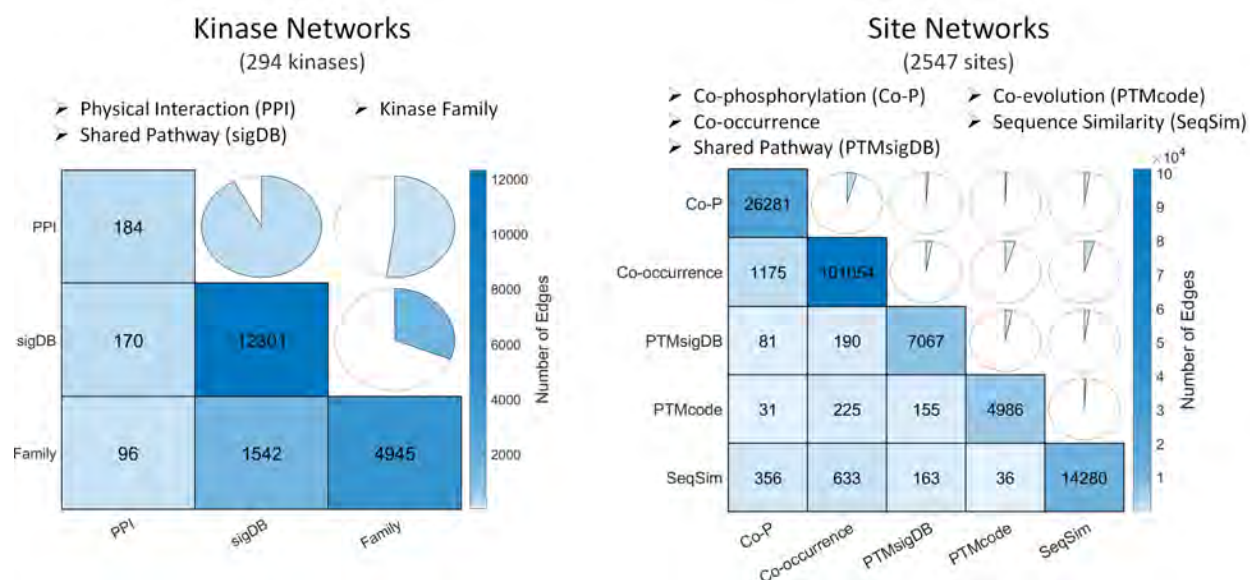 Kinase Networks
(294 kinases)
➤ Physical Interaction (PPI) ➤ Kinase Family
➤ Shared Pathway (sigDB)
PPI 184
sigDB 170 12301
Family 96 1542 4945
PPI sigDB Family
12000
10000
8000
6000
4000
2000
Number of Edges
Site Networks
(2547 sites)
➤ Co-phosphorylation (Co-P) ➤ Co-evolution (PTMcode)
➤ Co-occurrence ➤ Sequence Similarity (SeqSim)
➤ Shared Pathway (PTMsigDB)
Co-P 26281
Co-occurrence 1175 101054
PTMsigDB 81 190 7067
PTMcode 31 225 155 4986
SeqSim 356 633 163 36 14280
Co-P Co-occurrence PTMsigDB PTMcode SeqSim
×10⁴
10
9
8
7
6
5
4
3
2
1
Number of Edges